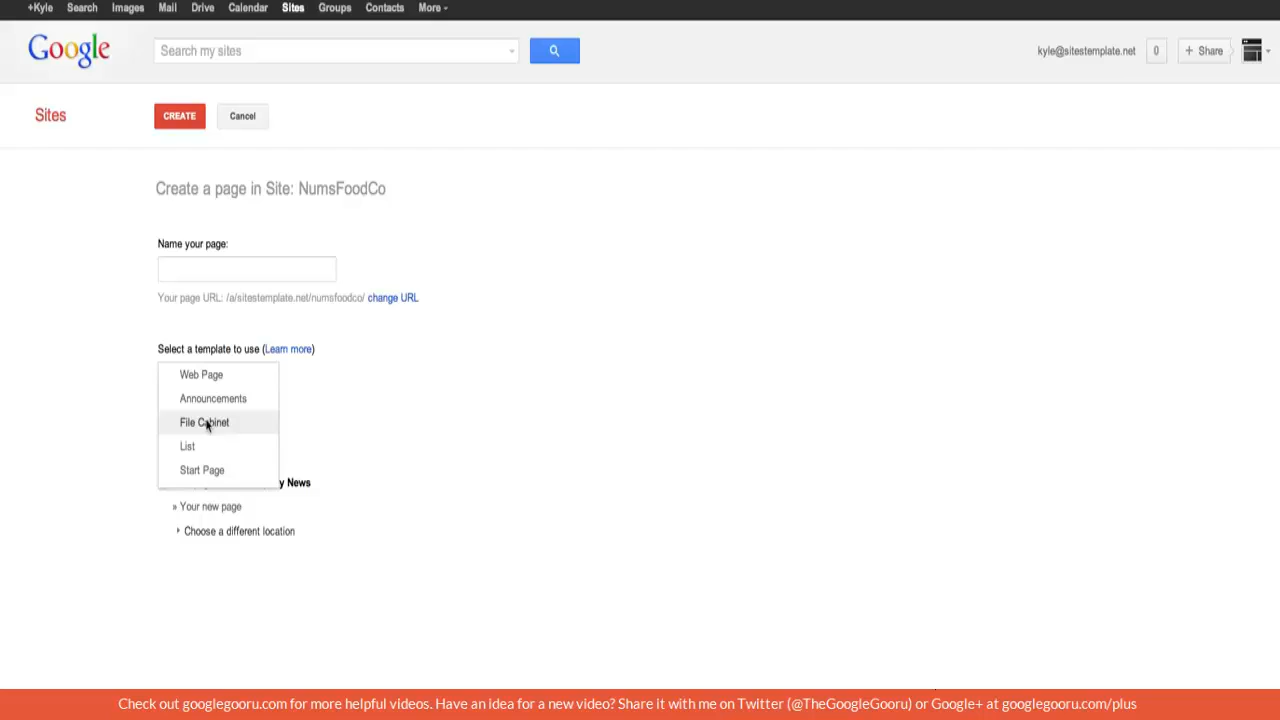 +Kyle Search Images Mail Drive Calendar Sites Groups Contacts More
Google Search my sites kyle@sitestemplate.net 0 + Share
Sites CREATE Cancel
Create a page in Site: NumsFoodCo
Name your page:
Your page URL: /a/sitestemplate.net/numsfoodco/ change URL
Select a template to use (Learn more)
Web Page
Announcements
File Cabinet
List
Start Page
y News
» Your new page
Choose a different location
Check out googlegooru.com for more helpful videos. Have an idea for a new video? Share it with me on Twitter (@TheGoogleGooru) or Google+ at googlegooru.com/plus